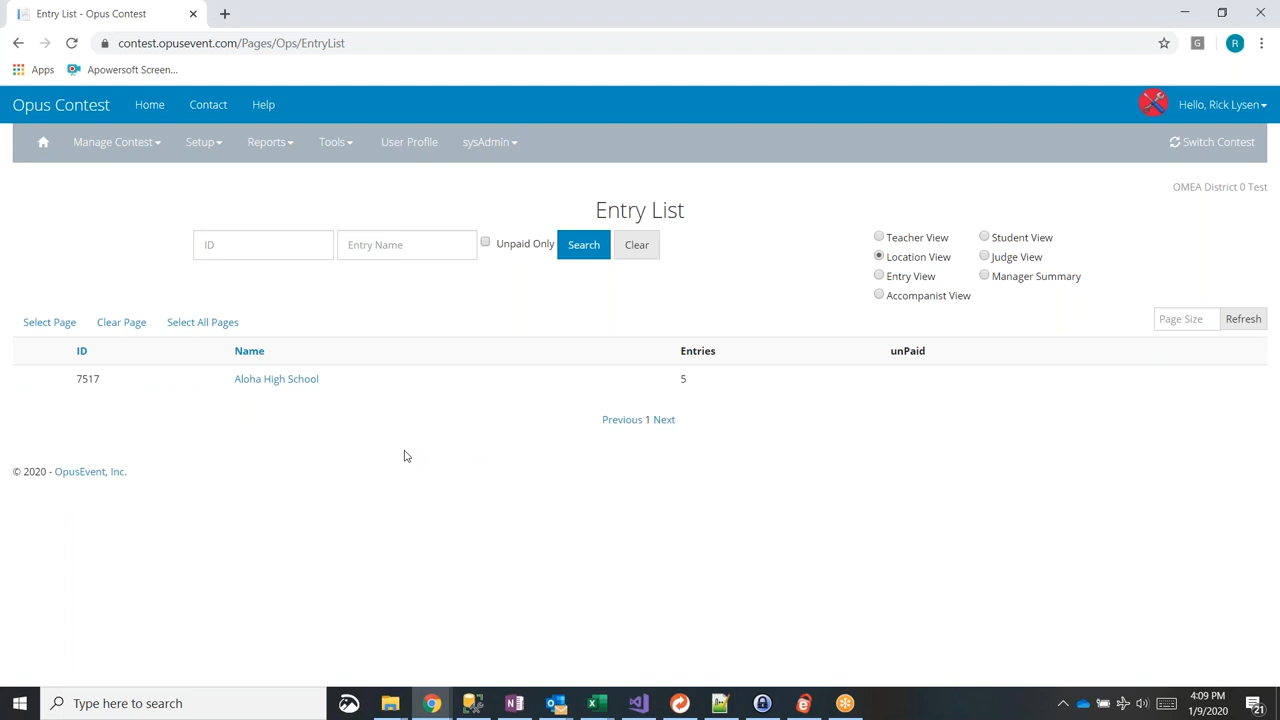 Entry List - Opus Contest
contest.opusevent.com/Pages/Ops/EntryList
G
R
Apps
Apowersoft Screen...
Opus Contest
Home
Contact
Help
Hello, Rick Lysen
Manage Contest
Setup
Reports
Tools
User Profile
sysAdmin
Switch Contest
OMEA District 0 Test
Entry List
ID
Entry Name
Unpaid Only
Search
Clear
Teacher View
Student View
Location View
Judge View
Entry View
Manager Summary
Accompanist View
Select Page
Clear Page
Select All Pages
Page Size
Refresh
ID Name Entries unPaid
7517 Aloha High School 5
Previous 1 Next
© 2020 - OpusEvent, Inc.
Type here to search
4:09 PM
1/9/2020
21